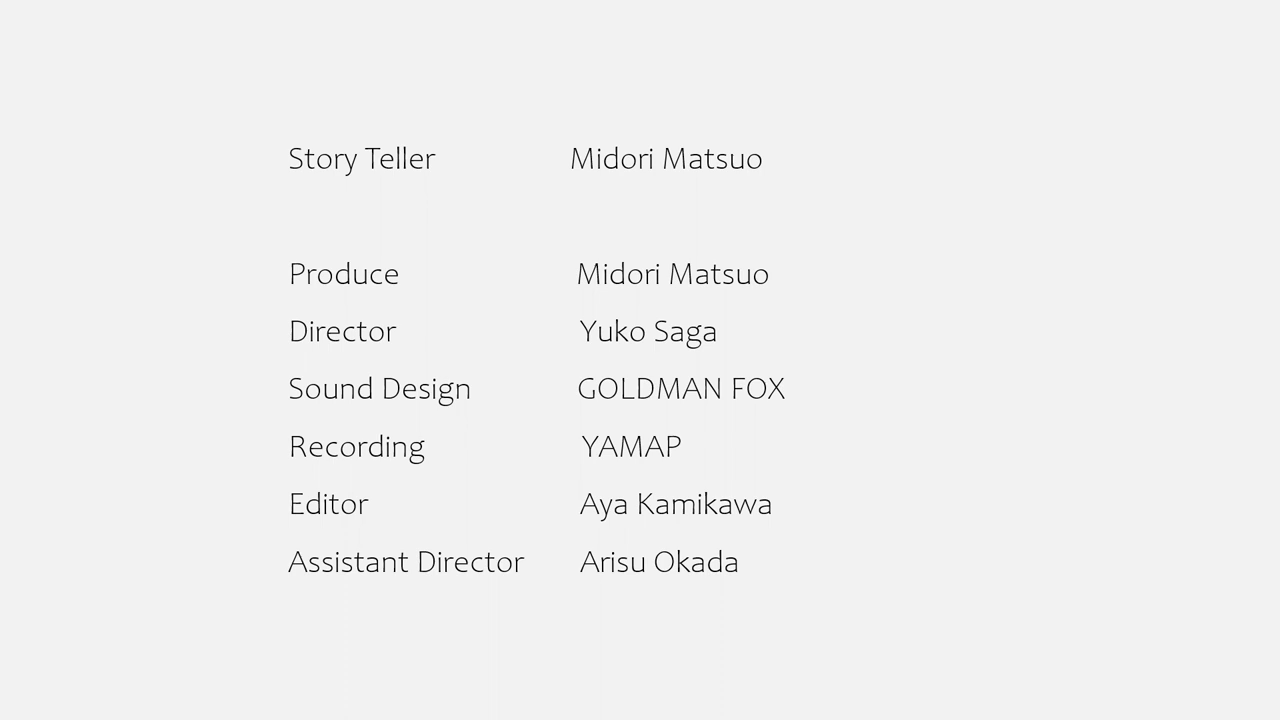 Story Teller Midori Matsuo
Produce Midori Matsuo
Director Yuko Saga
Sound Design GOLDMAN FOX
Recording YAMAP
Editor Aya Kamikawa
Assistant Director Arisu Okada